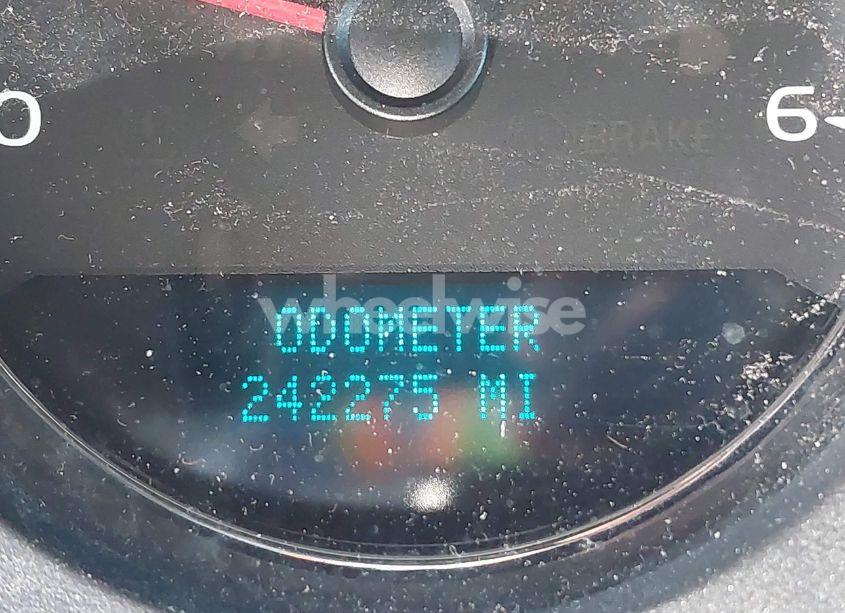 0
6
BRAKE
wheelwise
ODOMETER
242275 MI